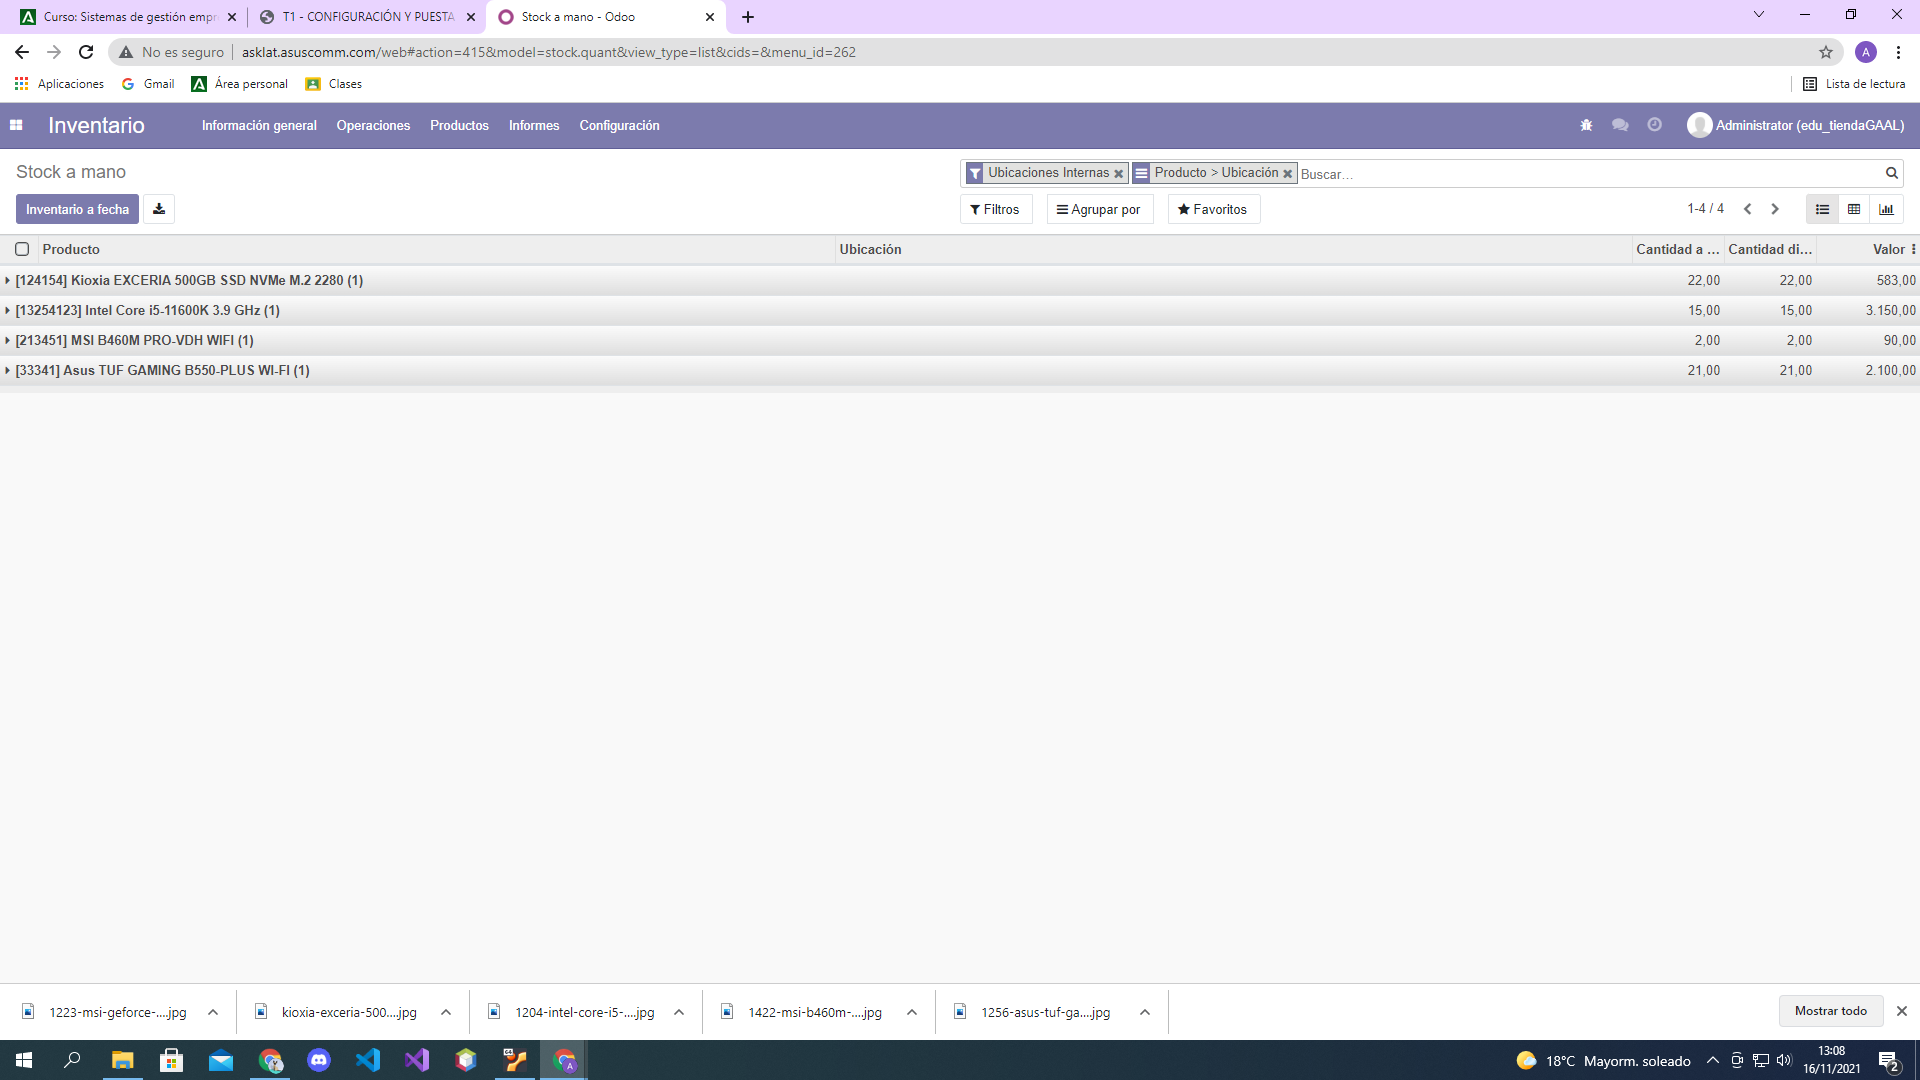 Curso: Sistemas de gestión empr
T1 - CONFIGURACIÓN Y PUESTA
Stock a mano - Odoo
No es seguro
asklat.asuscomm.com/web#action=415&model=stock.quant&view_type=list&cids=&menu_id=262
A
Aplicaciones
Gmail
Área personal
Clases
Lista de lectura
Inventario
Información general
Operaciones
Productos
Informes
Configuración
Administrator (edu_tiendaGAAL)
Stock a mano
Ubicaciones Internas
Producto > Ubicación
Buscar...
Inventario a fecha
Filtros
Agrupar por
Favoritos
1-4 / 4
Producto Ubicación Cantidad a ... Cantidad di... Valor
[124154] Kioxia EXCERIA 500GB SSD NVMe M.2 2280 (1) 22,00 22,00 583,00
[13254123] Intel Core i5-11600K 3.9 GHz (1) 15,00 15,00 3.150,00
[213451] MSI B460M PRO-VDH WIFI (1) 2,00 2,00 90,00
[33341] Asus TUF GAMING B550-PLUS WI-FI (1) 21,00 21,00 2.100,00
1223-msi-geforce-....jpg
kioxia-exceria-500....jpg
1204-intel-core-i5-....jpg
1422-msi-b460m-....jpg
1256-asus-tuf-ga....jpg
Mostrar todo
18°C Mayorm. soleado
13:08
16/11/2021
2